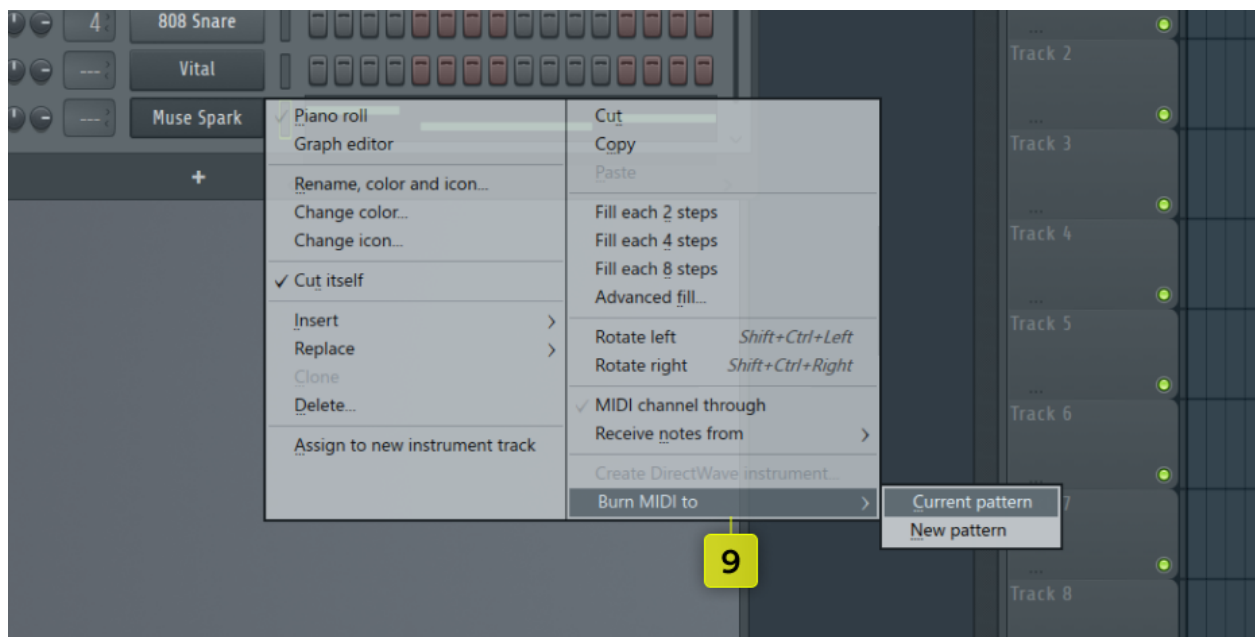 4
808 Snare
---
Vital
---
Muse Spark
+
Piano roll
Graph editor
Rename, color and icon...
Change color...
Change icon...
Cut itself
Insert
Replace
Clone
Delete...
Assign to new instrument track
Cut
Copy
Paste
Fill each 2 steps
Fill each 4 steps
Fill each 8 steps
Advanced fill...
Rotate left Shift+Ctrl+Left
Rotate right Shift+Ctrl+Right
MIDI channel through
Receive notes from
Create DirectWave instrument...
Burn MIDI to
Current pattern
New pattern
9
...
Track 2
...
Track 3
...
Track 4
...
Track 5
...
Track 6
...
7
...
Track 8